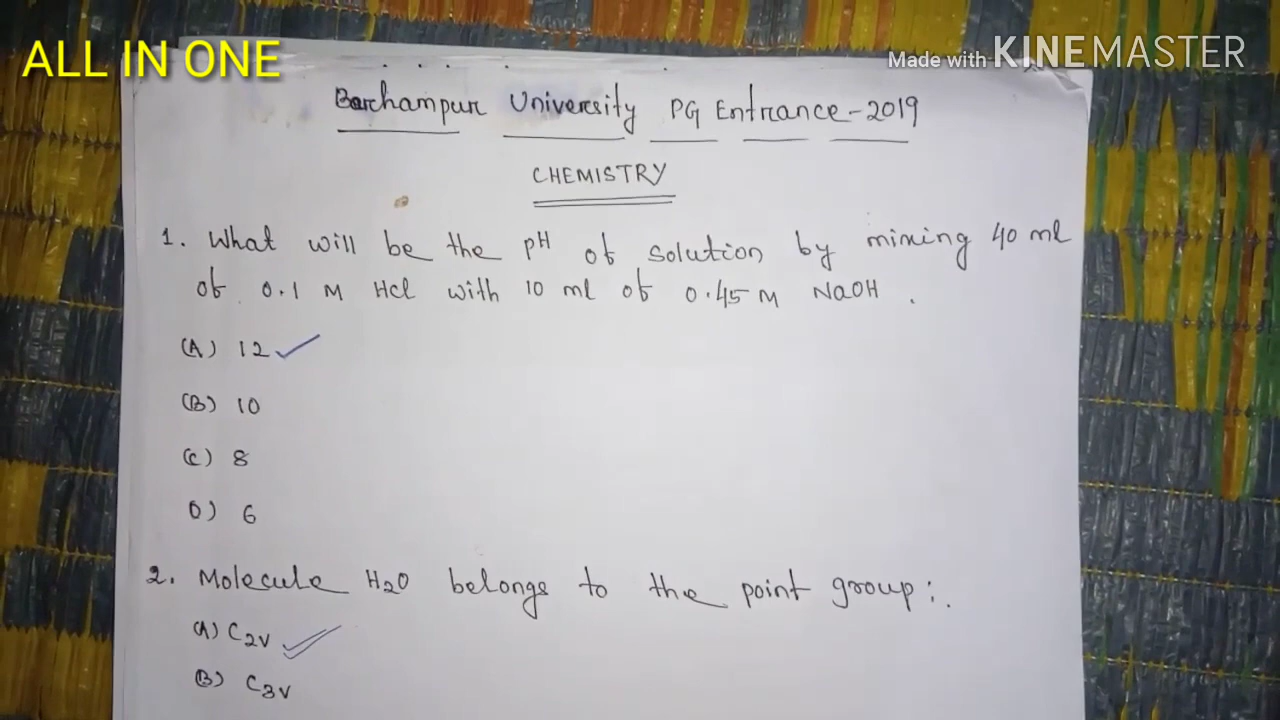 ALL IN ONE
Made with KINEMASTER
Berhampur University PG Entrance-2019
CHEMISTRY
1. What will be the pH of solution by mixing 40 ml
of 0.1 M HCl with 10 ml of 0.45 M NaOH.
(A) 12
(B) 10
(C) 8
D) 6
2. Molecule H₂O belongs to the point group:.
(A) C₂ᵥ
(B) C₃ᵥ